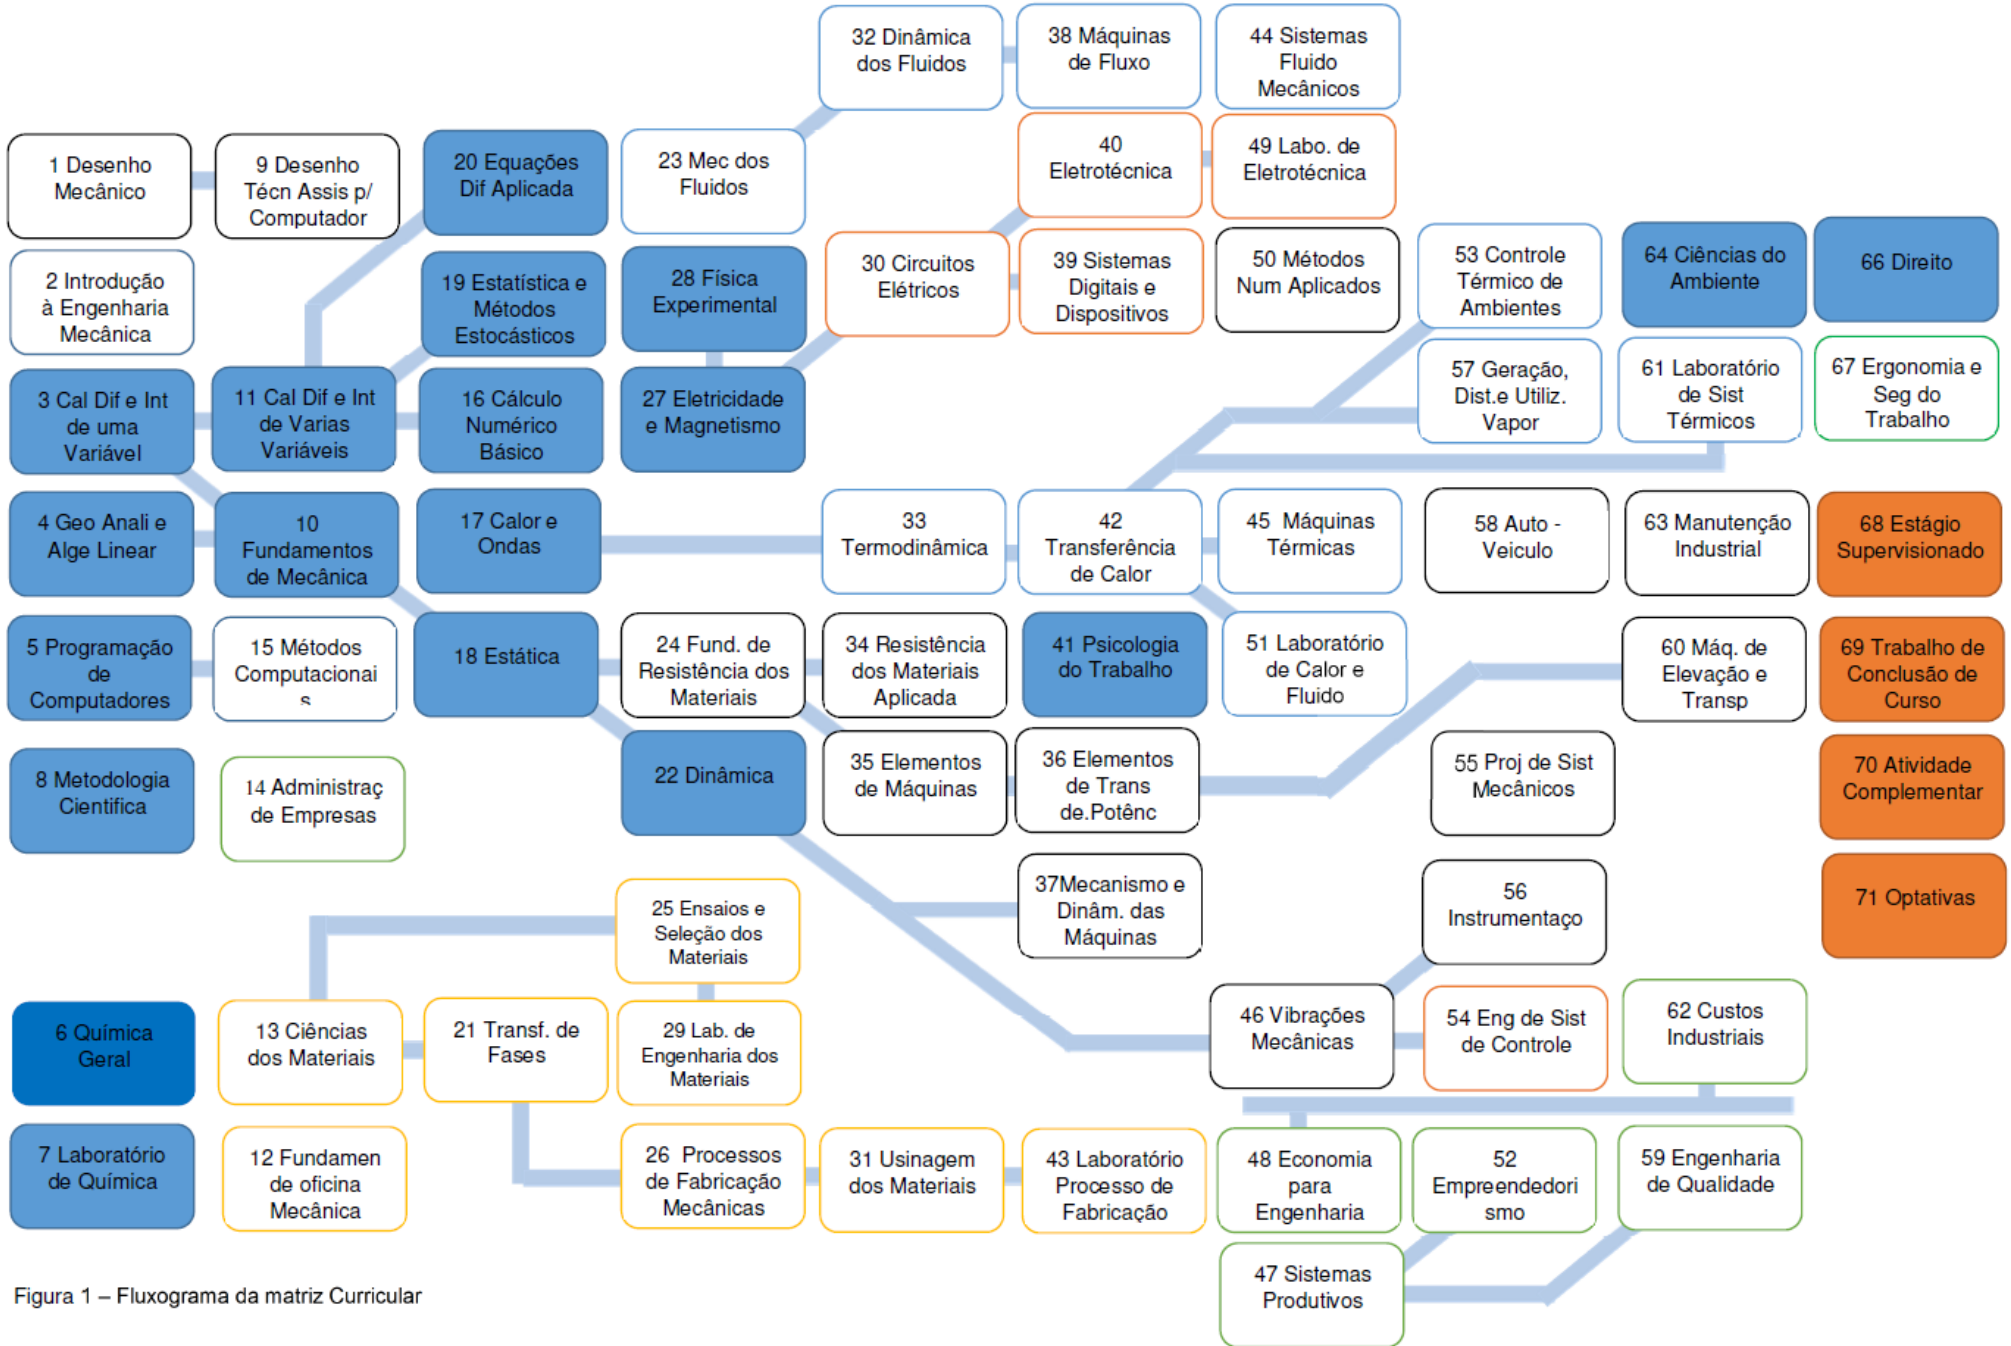 32 Dinâmica
dos Fluidos
38 Máquinas
de Fluxo
44 Sistemas
Fluido
Mecânicos
1 Desenho
Mecânico
9 Desenho
Técn Assis p/
Computador
20 Equações
Dif Aplicada
23 Mec dos
Fluidos
40
Eletrotécnica
49 Labo. de
Eletrotécnica
2 Introdução
à Engenharia
Mecânica
19 Estatística e
Métodos
Estocásticos
28 Física
Experimental
30 Circuitos
Elétricos
39 Sistemas
Digitais e
Dispositivos
50 Métodos
Num Aplicados
53 Controle
Térmico de
Ambientes
64 Ciências do
Ambiente
66 Direito
3 Cal Dif e Int
de uma
Variável
11 Cal Dif e Int
de Varias
Variáveis
16 Cálculo
Numérico
Básico
27 Eletricidade
e Magnetismo
57 Geração,
Dist.e Utiliz.
Vapor
61 Laboratório
de Sist
Térmicos
67 Ergonomia e
Seg do
Trabalho
4 Geo Anali e
Alge Linear
10
Fundamentos
de Mecânica
17 Calor e
Ondas
33
Termodinâmica
42
Transferência
de Calor
45 Máquinas
Térmicas
58 Auto -
Veiculo
63 Manutenção
Industrial
68 Estágio
Supervisionado
5 Programação
de
Computadores
15 Métodos
Computacionai
s
18 Estática
24 Fund. de
Resistência dos
Materiais
34 Resistência
dos Materiais
Aplicada
41 Psicologia
do Trabalho
51 Laboratório
de Calor e
Fluido
60 Máq. de
Elevação e
Transp
69 Trabalho de
Conclusão de
Curso
8 Metodologia
Cientifica
14 Administraç
de Empresas
22 Dinâmica
35 Elementos
de Máquinas
36 Elementos
de Trans
de.Potênc
55 Proj de Sist
Mecânicos
70 Atividade
Complementar
25 Ensaios e
Seleção dos
Materiais
37Mecanismo e
Dinâm. das
Máquinas
56
Instrumentaço
71 Optativas
6 Química
Geral
13 Ciências
dos Materiais
21 Transf. de
Fases
29 Lab. de
Engenharia dos
Materiais
46 Vibrações
Mecânicas
54 Eng de Sist
de Controle
62 Custos
Industriais
7 Laboratório
de Química
12 Fundamen
de oficina
Mecânica
26 Processos
de Fabricação
Mecânicas
31 Usinagem
dos Materiais
43 Laboratório
Processo de
Fabricação
48 Economia
para
Engenharia
52
Empreendedori
smo
59 Engenharia
de Qualidade
47 Sistemas
Produtivos
Figura 1 – Fluxograma da matriz Curricular